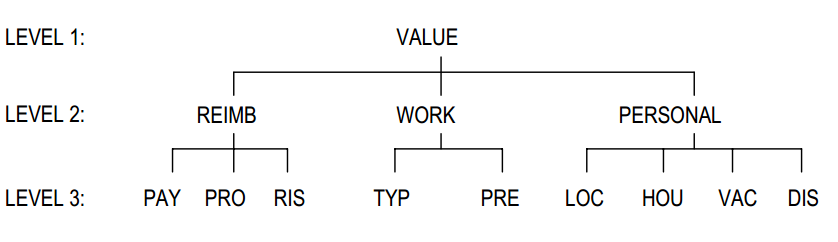 LEVEL 1: VALUE
LEVEL 2: REIMB WORK PERSONAL
LEVEL 3: PAY PRO RIS TYP PRE LOC HOU VAC DIS